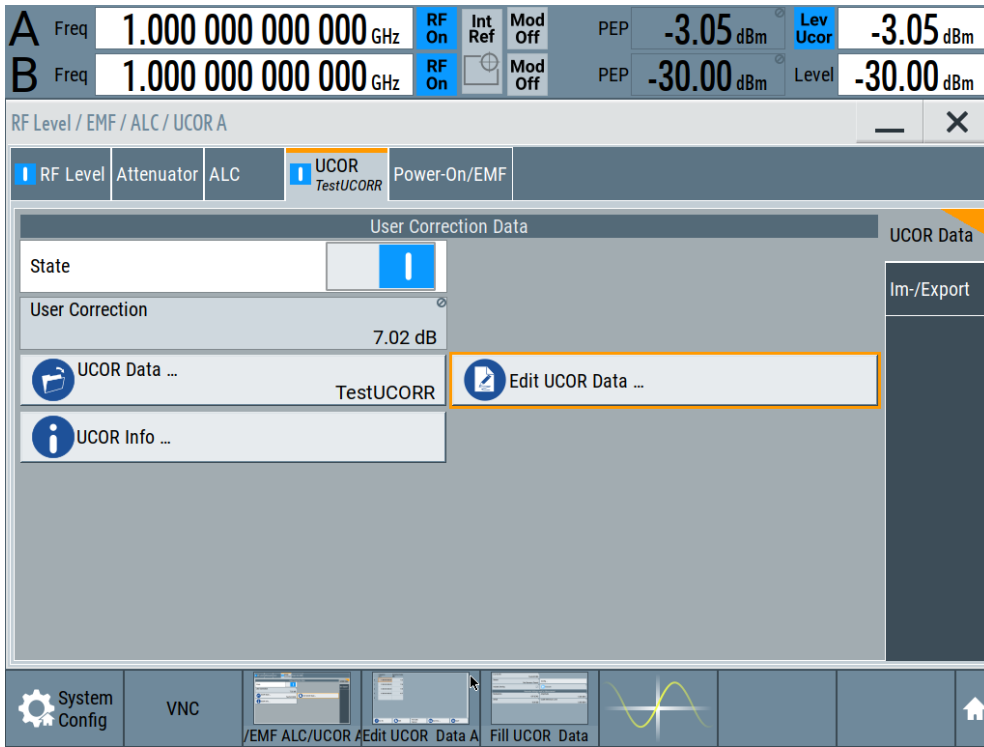 A Freq 1.000 000 000 000 GHz RF On Int Ref Mod Off PEP -3.05 dBm Lev Ucor -3.05 dBm
B Freq 1.000 000 000 000 GHz RF On Mod Off PEP -30.00 dBm Level -30.00 dBm
RF Level / EMF / ALC / UCOR A
RF Level Attenuator ALC UCOR TestUCORR Power-On/EMF
User Correction Data
UCOR Data
State
Im-/Export
User Correction
7.02 dB
UCOR Data ...
TestUCORR
Edit UCOR Data ...
UCOR Info ...
System Config
VNC
/EMF ALC/UCOR A
Edit UCOR Data A
Fill UCOR Data